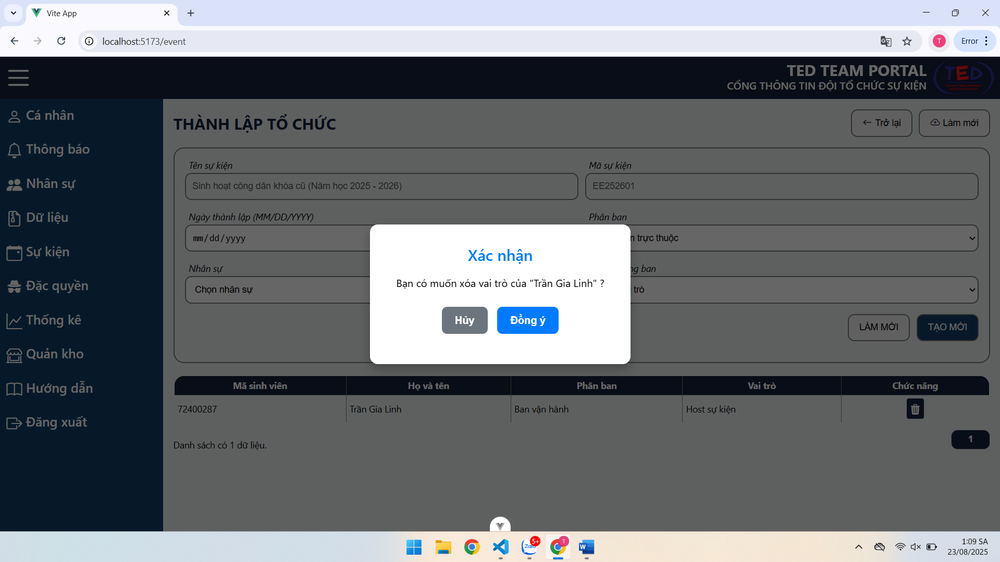 Vite App
localhost:5173/event
T
Error
TED TEAM PORTAL
CỔNG THÔNG TIN ĐỘI TỔ CHỨC SỰ KIỆN
TED
Cá nhân
Thông báo
Nhân sự
Dữ liệu
Sự kiện
Đặc quyền
Thống kê
Quản kho
Hướng dẫn
Đăng xuất
THÀNH LẬP TỔ CHỨC
Trở lại
Làm mới
Tên sự kiện
Mã sự kiện
Sinh hoạt công dân khóa cũ (Năm học 2025 - 2026)
EE252601
Ngày thành lập (MM/DD/YYYY)
Phân ban
mm/dd/yyyy
trực thuộc
Nhân sự
ban
Chọn nhân sự
trò
LÀM MỚI
TẠO MỚI
Xác nhận
Bạn có muốn xóa vai trò của "Trần Gia Linh" ?
Hủy
Đồng ý
Mã sinh viên Họ và tên Phân ban Vai trò Chức năng
72400287 Trần Gia Linh Ban vận hành Host sự kiện
Danh sách có 1 dữ liệu.
1
Zalo
5+
T
W
1:09 SA
23/08/2025